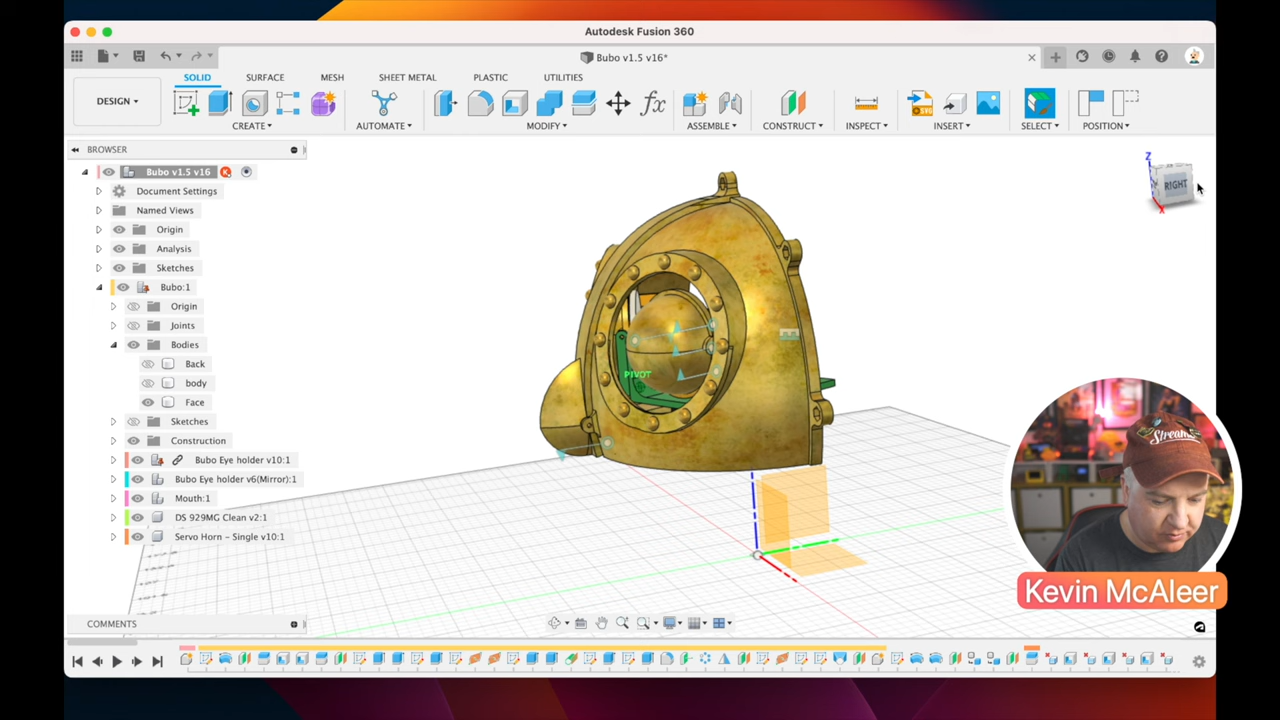 Autodesk Fusion 360
Bubo v1.5 v16*
SOLID SURFACE MESH SHEET METAL PLASTIC UTILITIES
DESIGN
CREATE AUTOMATE MODIFY ASSEMBLE CONSTRUCT INSPECT INSERT SELECT POSITION
fx
BROWSER
Bubo v1.5 v16
K
Document Settings
Named Views
Origin
Analysis
Sketches
Bubo:1
Origin
Joints
Bodies
Back
body
Face
Sketches
Construction
Bubo Eye holder v10:1
Bubo Eye holder v6(Mirror):1
Mouth:1
DS 929MG Clean v2:1
Servo Horn - Single v10:1
Z
RIGHT
X
PIVOT
Streams
Kevin McAleer
COMMENTS